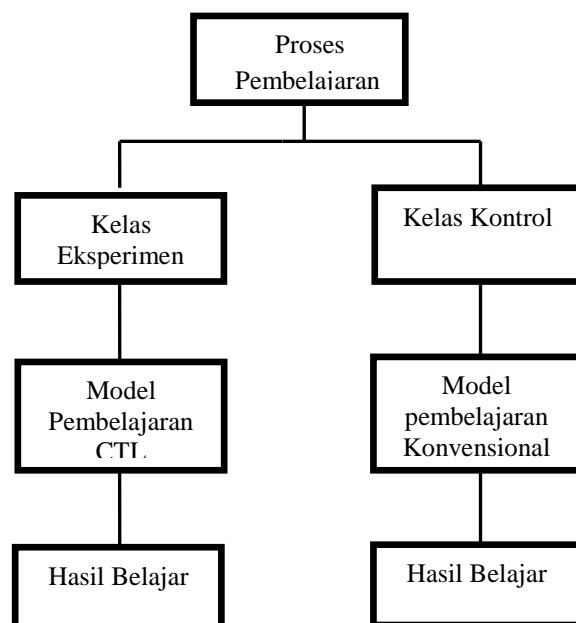 Proses
Pembelajaran
Kelas
Eksperimen
Kelas Kontrol
Model
Pembelajaran
CTL
Model
pembelajaran
Konvensional
Hasil Belajar
Hasil Belajar